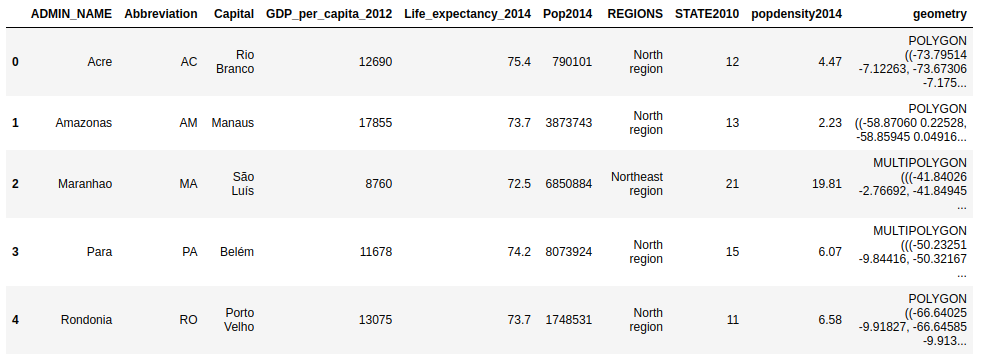 ADMIN_NAME Abbreviation Capital GDP_per_capita_2012 Life_expectancy_2014 Pop2014 REGIONS STATE2010 popdensity2014 geometry
0 Acre AC Rio Branco 12690 75.4 790101 North region 12 4.47 POLYGON ((-73.79514 -7.12263, -73.67306 -7.175...
1 Amazonas AM Manaus 17855 73.7 3873743 North region 13 2.23 POLYGON ((-58.87060 0.22528, -58.85945 0.04916...
2 Maranhao MA São Luís 8760 72.5 6850884 Northeast region 21 19.81 MULTIPOLYGON (((-41.84026 -2.76692, -41.84945 ...
3 Para PA Belém 11678 74.2 8073924 North region 15 6.07 MULTIPOLYGON (((-50.23251 -9.84416, -50.32167 ...
4 Rondonia RO Porto Velho 13075 73.7 1748531 North region 11 6.58 POLYGON ((-66.64025 -9.91827, -66.64585 -9.913...